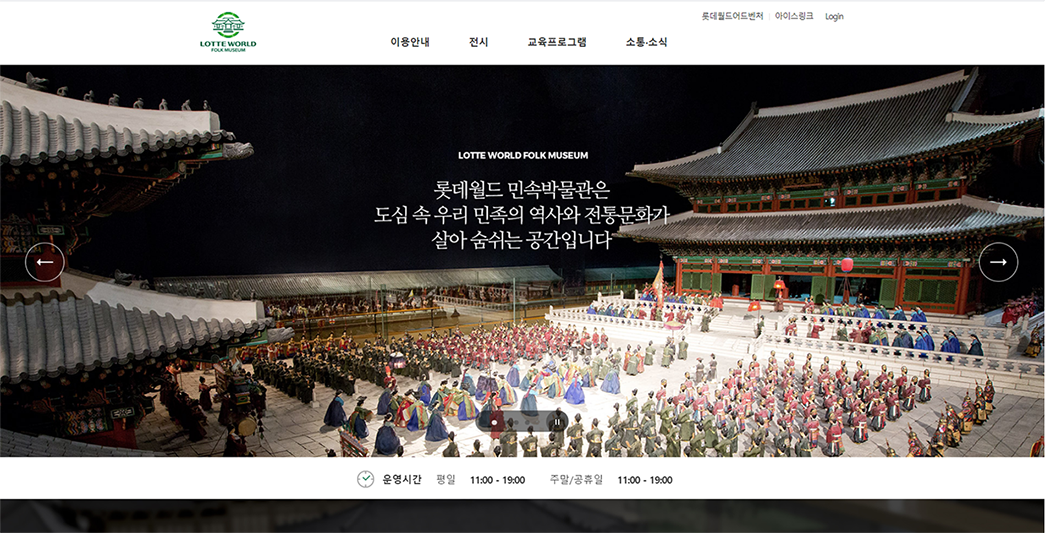 롯데월드어드벤처 아이스링크 Login
LOTTE WORLD
FOLK MUSEUM
이용안내 전시 교육프로그램 소통·소식
LOTTE WORLD FOLK MUSEUM
롯데월드 민속박물관은
도심 속 우리 민족의 역사와 전통문화가
살아 숨쉬는 공간입니다
운영시간 평일 11:00 - 19:00 주말/공휴일 11:00 - 19:00